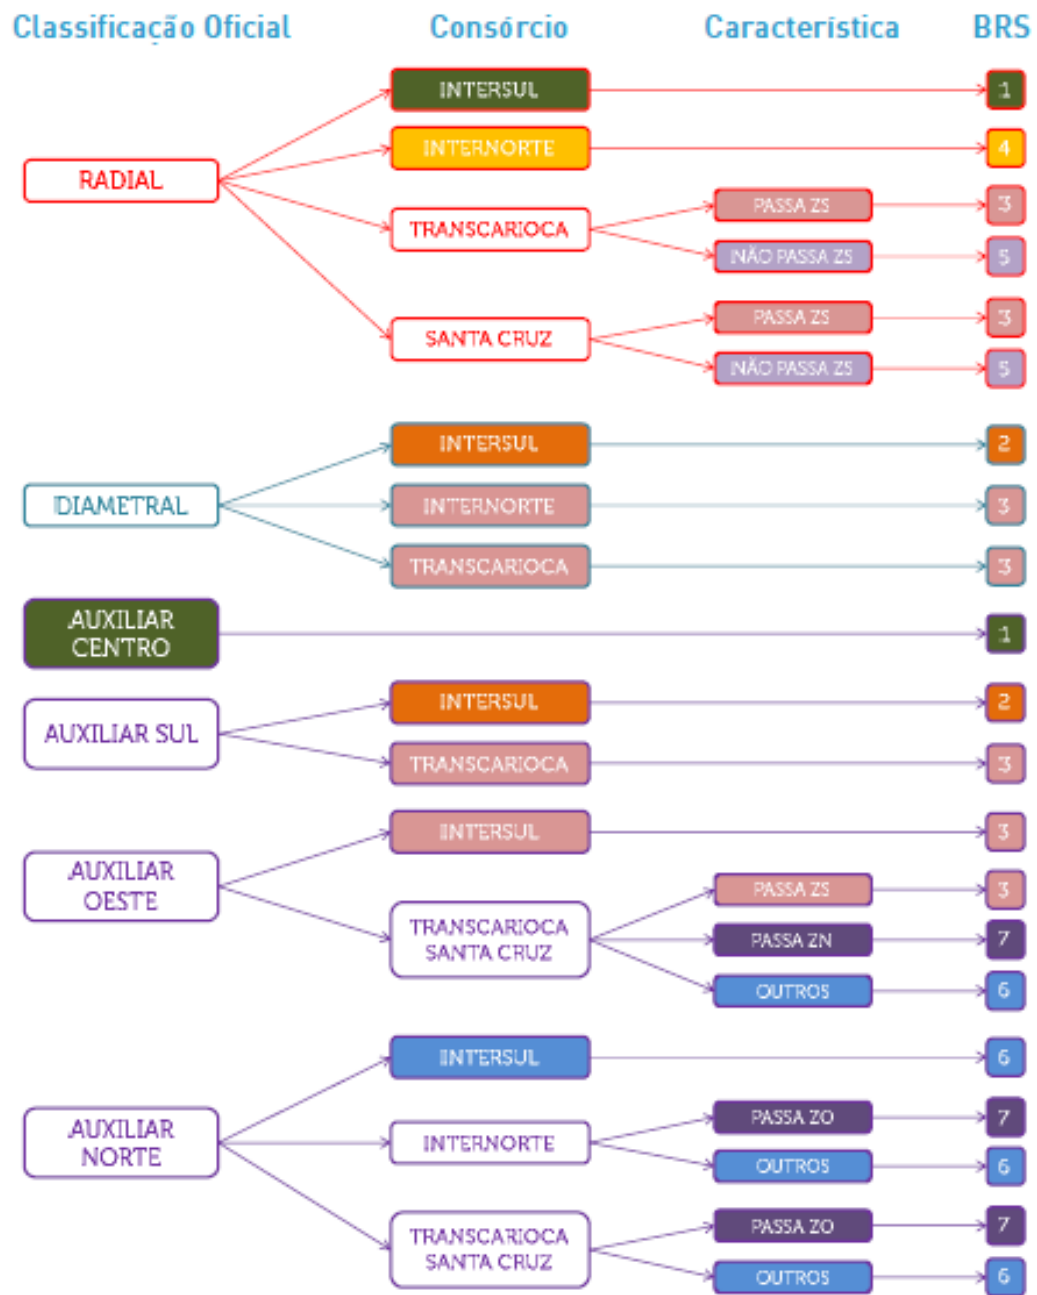 Classificação Oficial Consórcio Característica BRS
INTERSUL 1
INTERNORTE 4
RADIAL
PASSA ZS 3
TRANSCARIOCA
NÃO PASSA ZS 5
PASSA ZS 3
SANTA CRUZ
NÃO PASSA ZS 5
INTERSUL 2
DIAMETRAL INTERNORTE 3
TRANSCARIOCA 3
AUXILIAR
CENTRO
1
INTERSUL 2
AUXILIAR SUL
TRANSCARIOCA 3
INTERSUL 3
AUXILIAR
OESTE
PASSA ZS 3
TRANSCARIOCA
SANTA CRUZ
PASSA ZN 7
OUTROS 6
INTERSUL 6
AUXILIAR
NORTE
PASSA ZO 7
INTERNORTE
OUTROS 6
PASSA ZO 7
TRANSCARIOCA
SANTA CRUZ
OUTROS 6